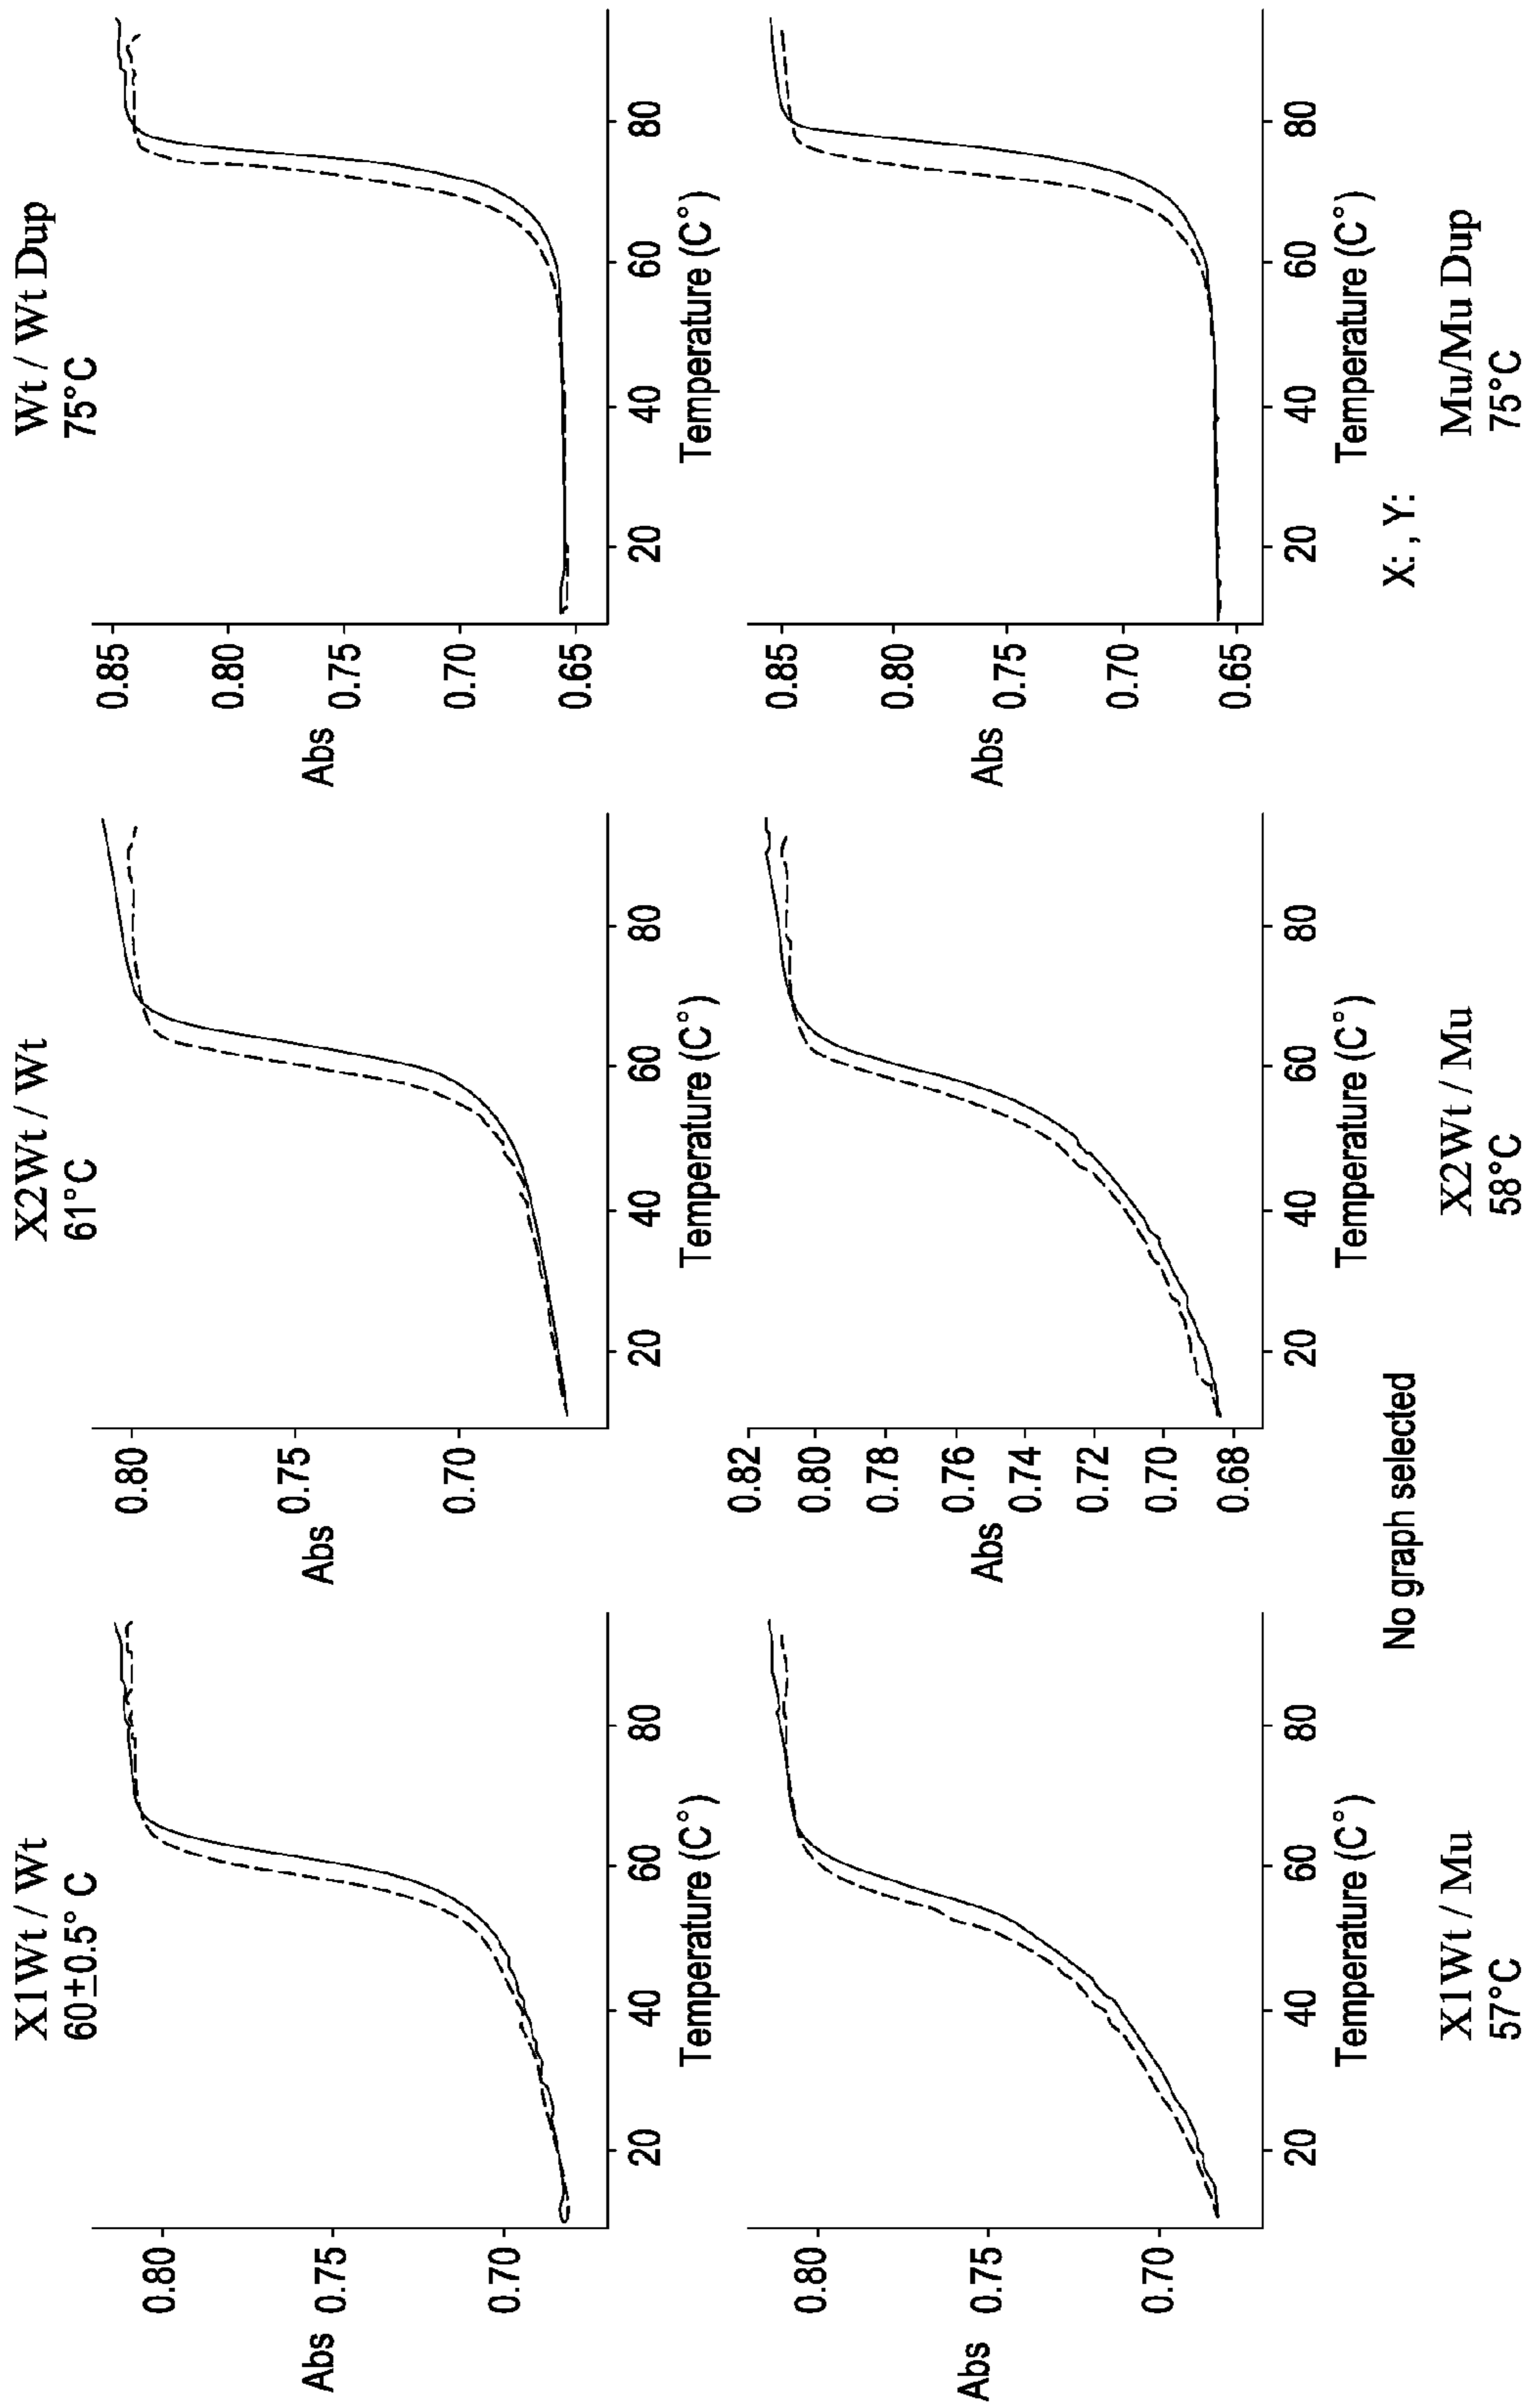 X1Wt / Wt
60±0.5° C
X2Wt / Wt
61°C
Wt / Wt Dup
75°C
0.80
0.75
0.70
Abs
20
40
60
80
Temperature (C°)
0.80
0.75
0.70
Abs
20
40
60
80
Temperature (C°)
0.85
0.80
0.75
0.70
0.65
Abs
20
40
60
80
Temperature (C°)
0.80
0.75
0.70
Abs
20
40
60
80
Temperature (C°)
0.82
0.80
0.78
0.76
0.74
0.72
0.70
0.68
Abs
20
40
60
80
Temperature (C°)
0.85
0.80
0.75
0.70
0.65
Abs
20
40
60
80
Temperature (C°)
No graph selected
X: , Y:
X1Wt / Mu
57°C
X2Wt / Mu
58°C
Mu/Mu Dup
75°C